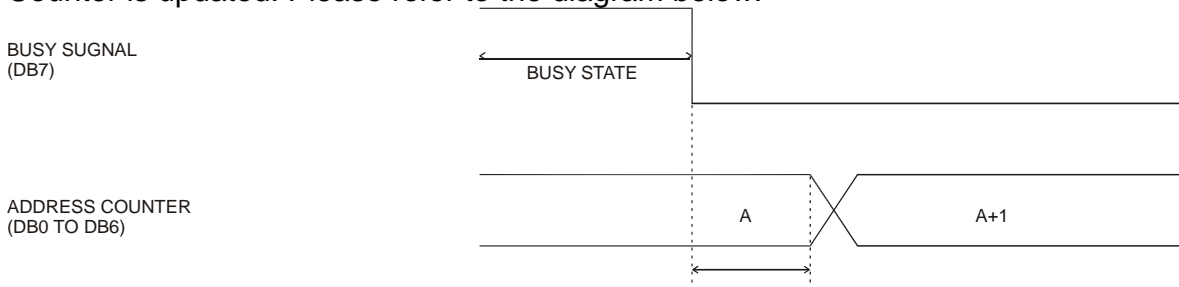 Counter is updated. Please refer to the diagram below.
BUSY SUGNAL
(DB7)
BUSY STATE
ADDRESS COUNTER
(DB0 TO DB6)
A
A+1